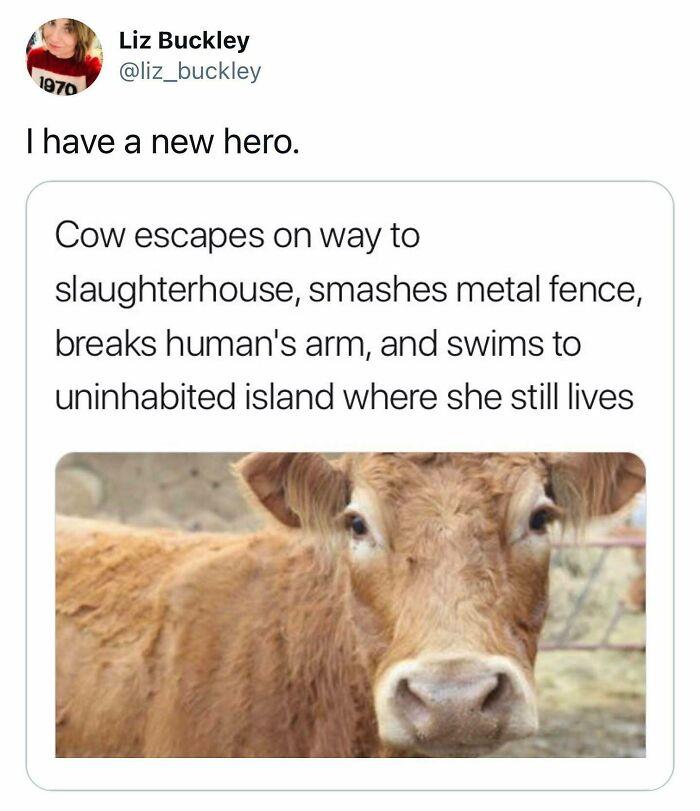 Liz Buckley
@liz_buckley
1970
I have a new hero.
Cow escapes on way to
slaughterhouse, smashes metal fence,
breaks human's arm, and swims to
uninhabited island where she still lives